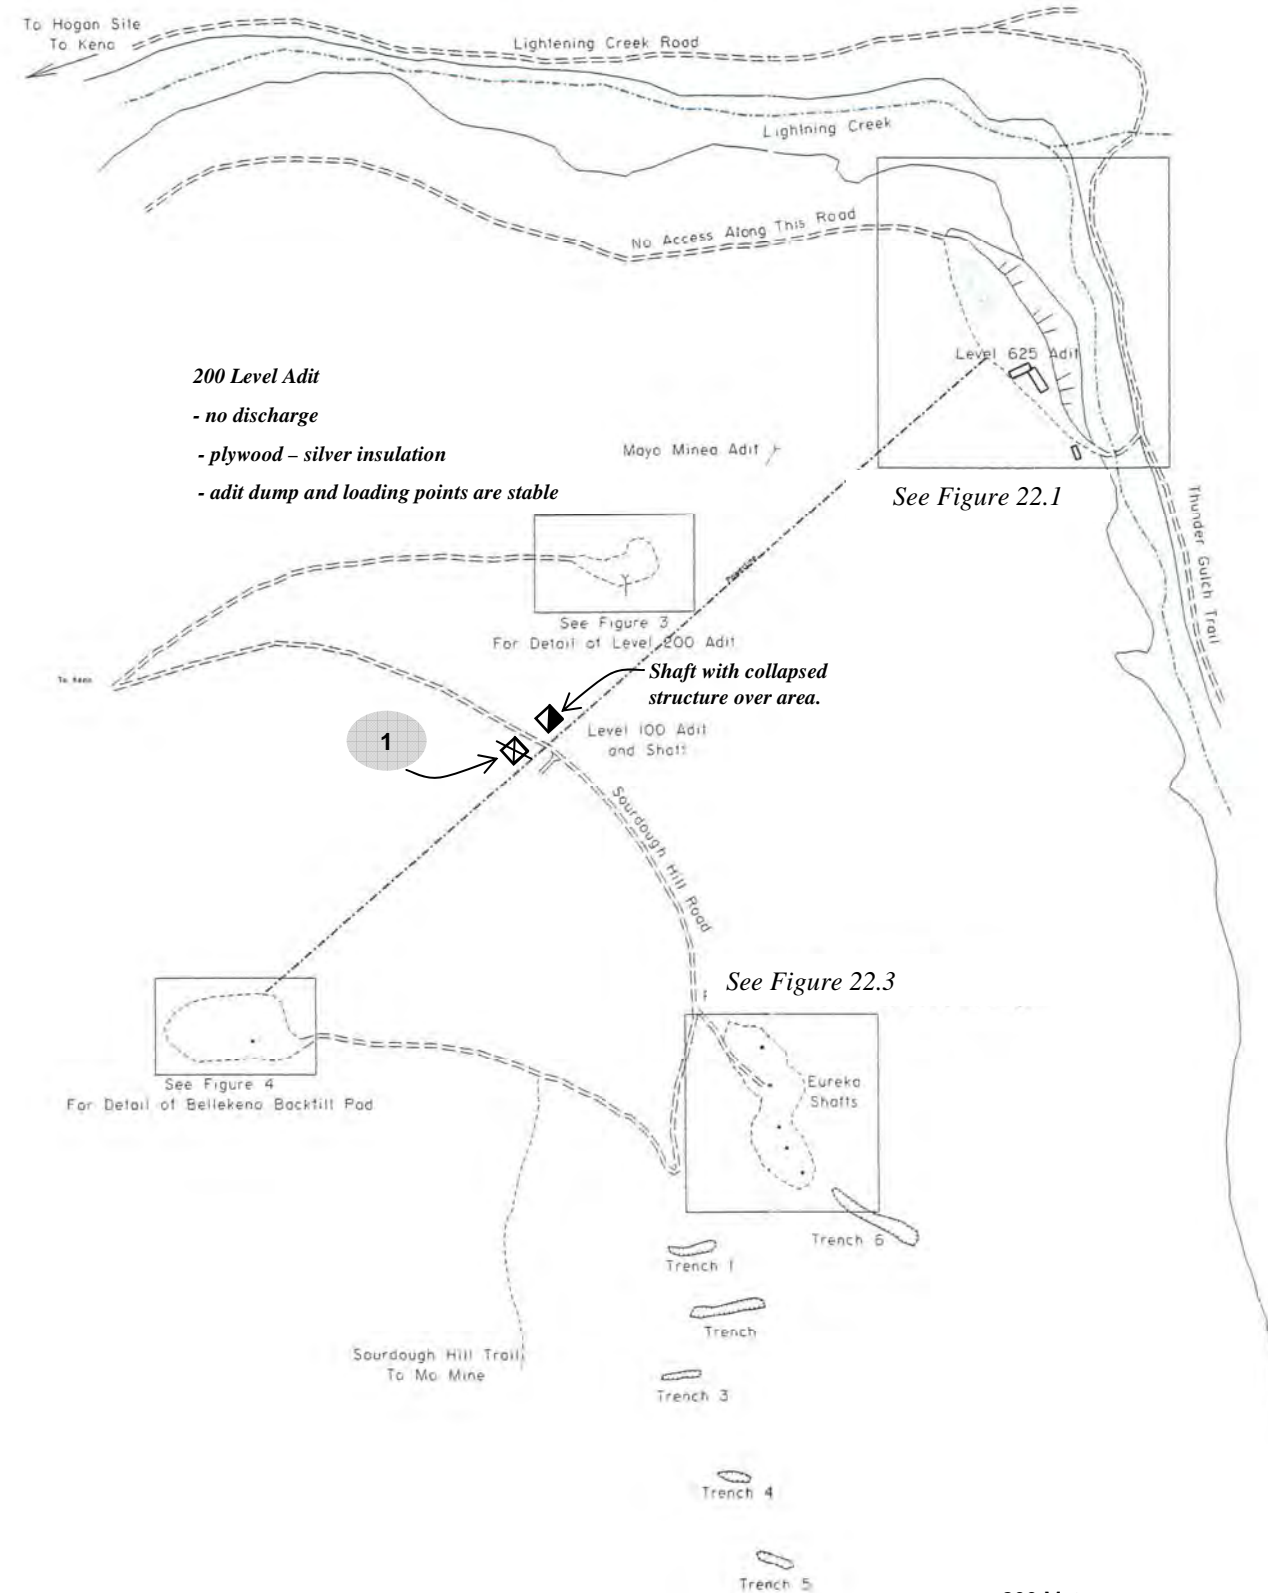 To Hogan Site
To Keno
Lightening Creek Road
Lightning Creek
No Access Along This Road
Level 625 Adit
200 Level Adit
- no discharge
- plywood – silver insulation
- adit dump and loading points are stable
Mayo Mines Adit
See Figure 22.1
Thunder Gulch Trail
See Figure 3
For Detail of Level 200 Adit
To Keno
Shaft with collapsed
structure over area.
1
Level 100 Adit
and Shaft
Sourdough Hill Road
See Figure 22.3
See Figure 4
For Detail of Bellekeno Backfill Pad
Eureka
Shafts
Trench 6
Trench 1
Trench
Sourdough Hill Trail
To Mo Mine
Trench 3
Trench 4
Trench 5